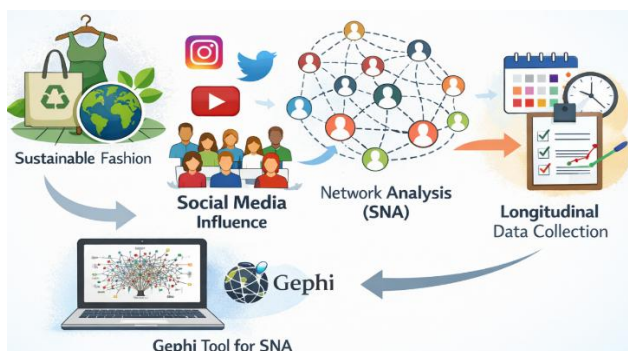 Sustainable Fashion
Social Media
Influence
Network Analysis
(SNA)
Longitudinal
Data Collection
Gephi
Gephi Tool for SNA